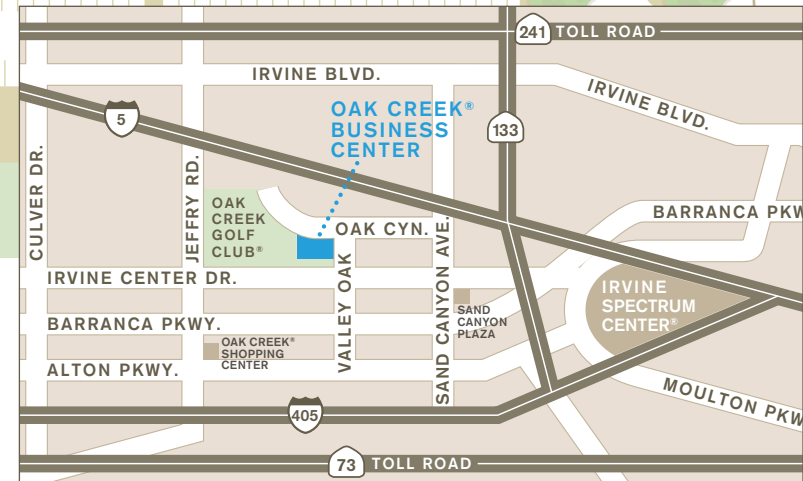 241 TOLL ROAD
IRVINE BLVD.
IRVINE BLVD.
OAK CREEK®
BUSINESS
CENTER
5
133
CULVER DR.
JEFFRY RD.
OAK
CREEK
GOLF
CLUB®
OAK CYN.
BARRANCA PKW
IRVINE CENTER DR.
VALLEY OAK
SAND CANYON AVE.
IRVINE
SPECTRUM
CENTER®
SAND
CANYON
PLAZA
BARRANCA PKWY.
OAK CREEK®
SHOPPING
CENTER
ALTON PKWY.
MOULTON PKW
405
73 TOLL ROAD